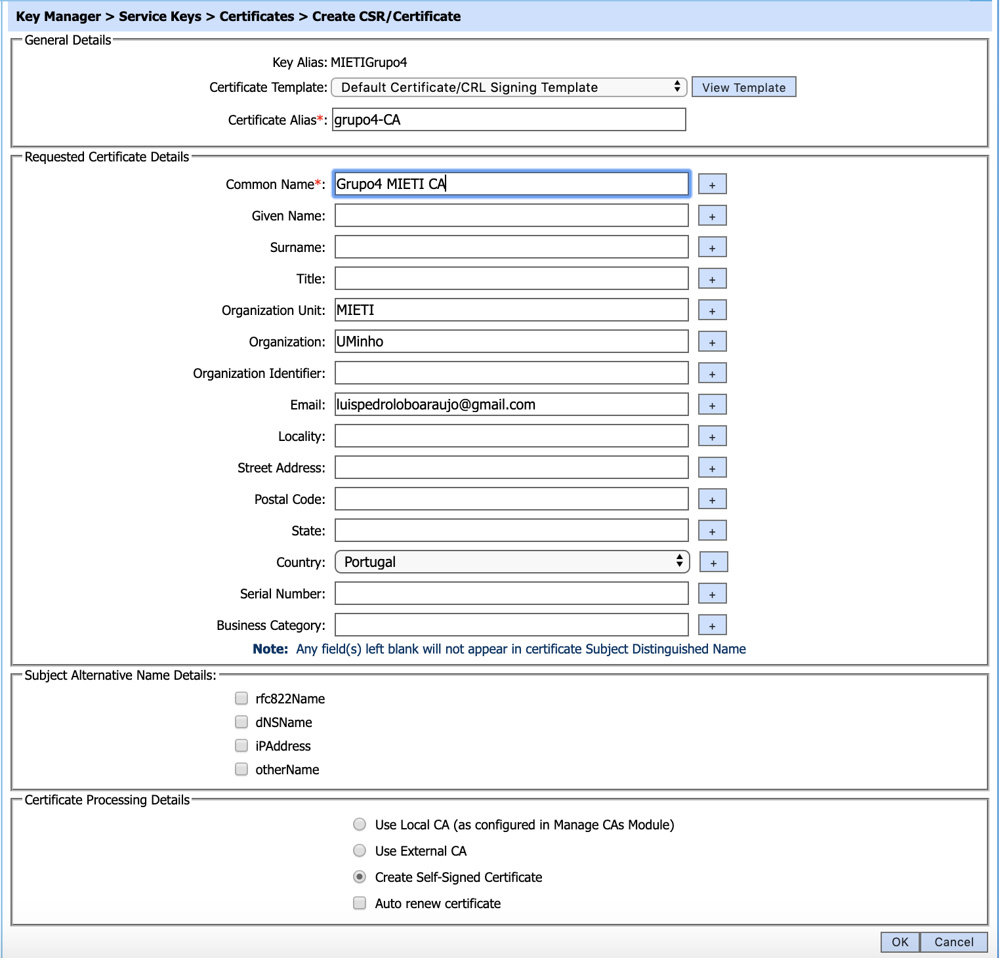 Key Manager > Service Keys > Certificates > Create CSR/Certificate
General Details
Key Alias: MIETIGrupo4
Certificate Template: Default Certificate/CRL Signing Template View Template
Certificate Alias*: grupo4-CA
Requested Certificate Details
Common Name*: Grupo4 MIETI CA +
Given Name: +
Surname: +
Title: +
Organization Unit: MIETI +
Organization: UMinho +
Organization Identifier: +
Email: luispedroloboaraujo@gmail.com +
Locality: +
Street Address: +
Postal Code: +
State: +
Country: Portugal +
Serial Number: +
Business Category: +
Note: Any field(s) left blank will not appear in certificate Subject Distinguished Name
Subject Alternative Name Details:
rfc822Name
dNSName
iPAddress
otherName
Certificate Processing Details
Use Local CA (as configured in Manage CAs Module)
Use External CA
Create Self-Signed Certificate
Auto renew certificate
OK Cancel